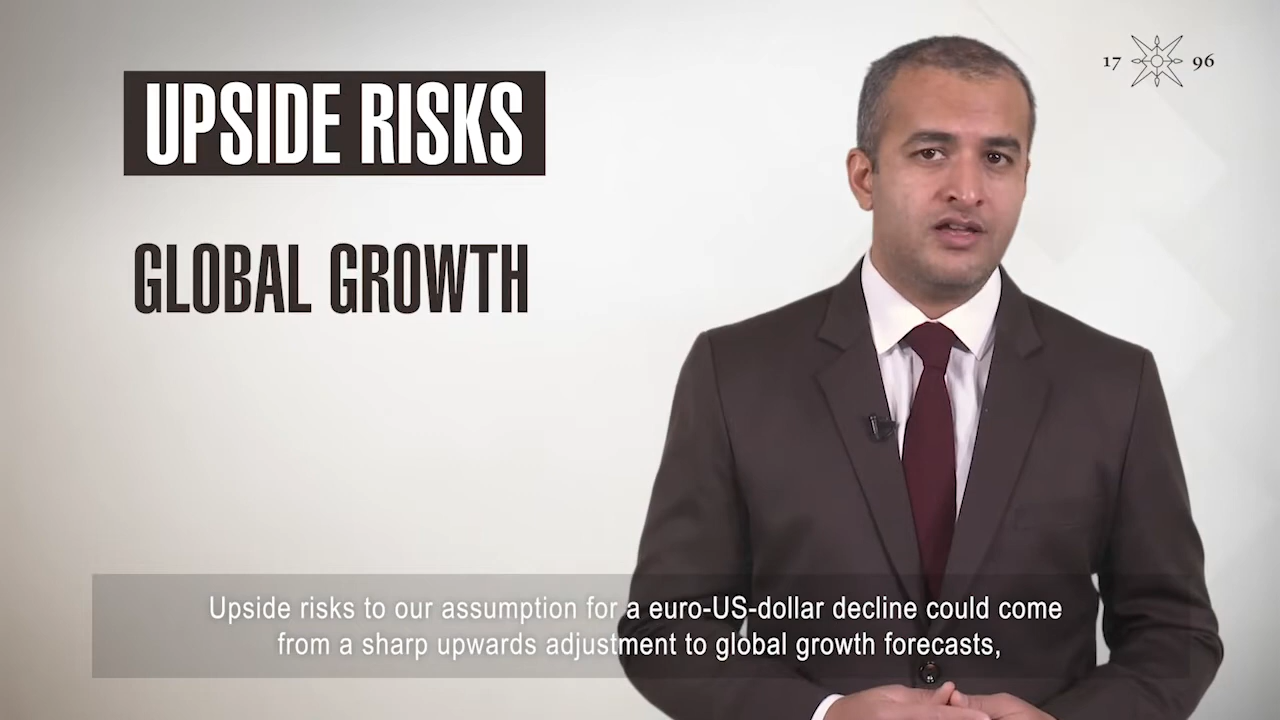 17 96
UPSIDE RISKS
GLOBAL GROWTH
Upside risks to our assumption for a euro-US-dollar decline could come
from a sharp upwards adjustment to global growth forecasts,